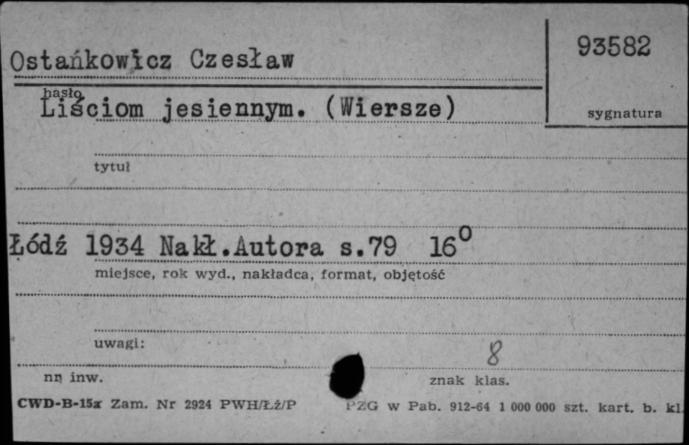 Ostańkowicz Czesław
93582
hasło
Liściom jesiennym. (Wiersze)
sygnatura
tytuł
Łódź 1934 Nakł.Autora s.79 16°
miejsce, rok wyd., nakładca, format, objętość
uwagi:
8
nr inw.
znak klas.
CWD-B-15x Zam. Nr 2924 PWH/Łż/P PZG w Pab. 912-64 1 000 000 szt. kart. b. kl.